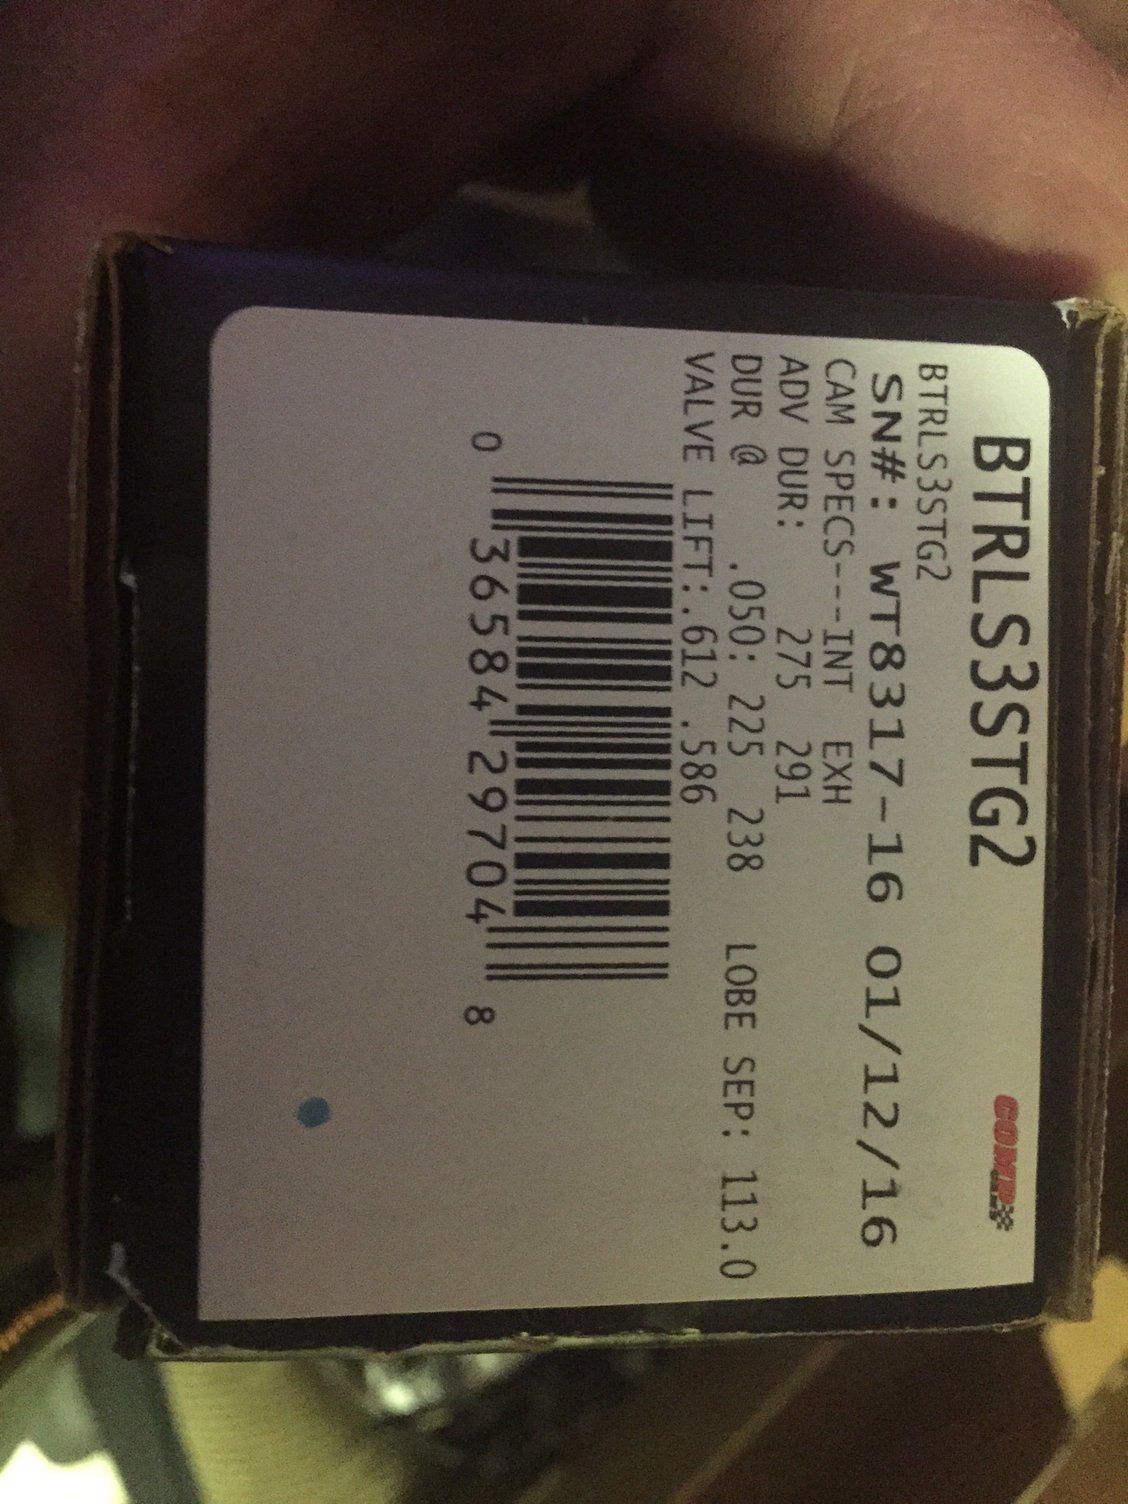 BTRLS3STG2
COMP
BTRLS3STG2
SN#: WT8317-16 01/12/16
CAM SPECS---INT EXH
ADV DUR: 275 291
DUR @ .050: 225 238 LOBE SEP: 113.0
VALVE LIFT:.612 .586
0 36584 29704 8